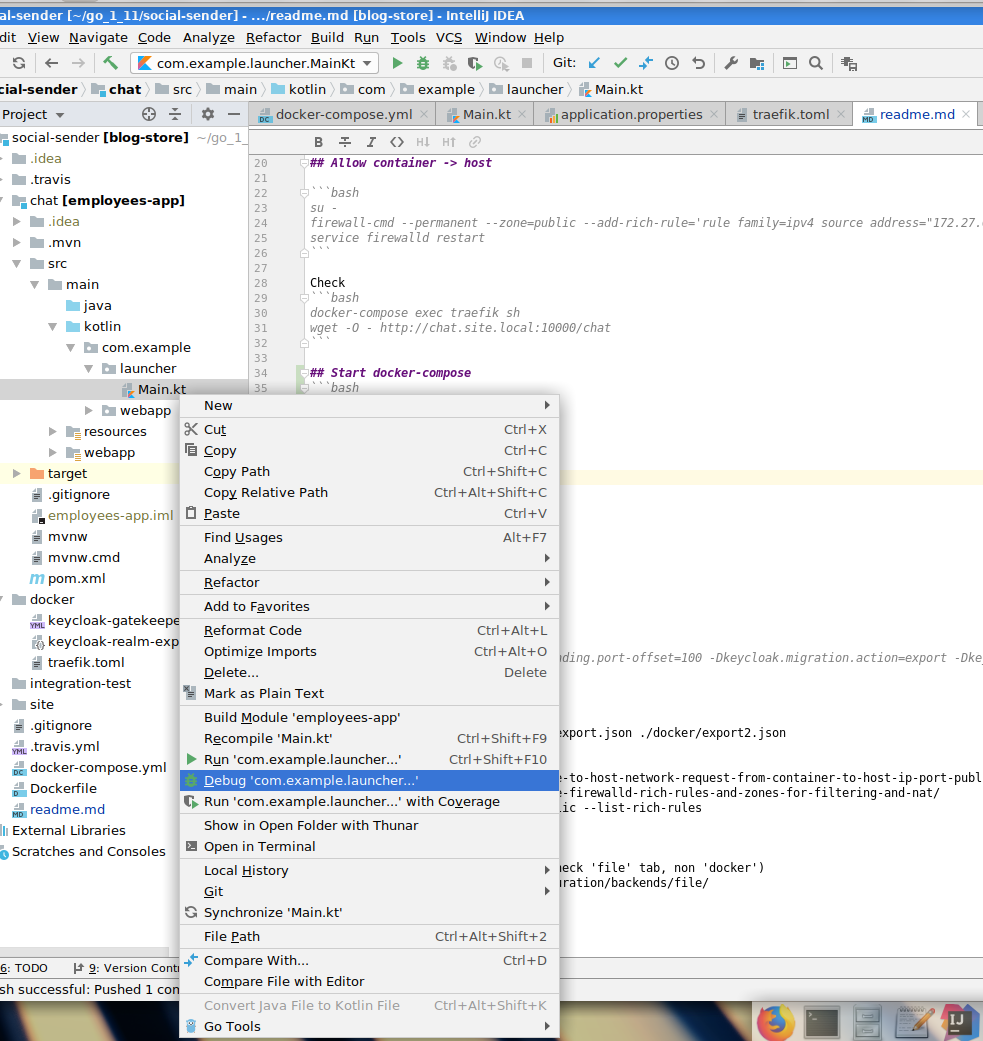 al-sender [~/go_1_11/social-sender] - .../readme.md [blog-store] - IntelliJ IDEA
dit View Navigate Code Analyze Refactor Build Run Tools VCS Window Help
com.example.launcher.MainKt Git:
cial-sender chat src main kotlin com example launcher Main.kt
Project docker-compose.yml Main.kt application.properties traefik.toml readme.md
social-sender [blog-store] ~/go_1_
.idea
.travis
chat [employees-app]
.idea
.mvn
src
main
java
kotlin
com.example
launcher
Main.kt
webapp
resources
webapp
target
.gitignore
employees-app.iml
mvnw
mvnw.cmd
pom.xml
docker
keycloak-gatekeepe
keycloak-realm-exp
traefik.toml
integration-test
site
.gitignore
.travis.yml
docker-compose.yml
Dockerfile
readme.md
External Libraries
Scratches and Consoles
B I H↓ H↑
20 ## Allow container -> host
21
22 ```bash
23 su -
24 firewall-cmd --permanent --zone=public --add-rich-rule='rule family=ipv4 source address="172.27.
25 service firewalld restart
26 ```
27
28 Check
29 ```bash
30 docker-compose exec traefik sh
31 wget -O - http://chat.site.local:10000/chat
32 ```
33
34 ## Start docker-compose
35 ```bash
New
Cut Ctrl+X
Copy Ctrl+C
Copy Path Ctrl+Shift+C
Copy Relative Path Ctrl+Alt+Shift+C
Paste Ctrl+V
Find Usages Alt+F7
Analyze
Refactor
Add to Favorites
Reformat Code Ctrl+Alt+L
Optimize Imports Ctrl+Alt+O
Delete... Delete
Mark as Plain Text
Build Module 'employees-app'
Recompile 'Main.kt' Ctrl+Shift+F9
Run 'com.example.launcher...' Ctrl+Shift+F10
Debug 'com.example.launcher...'
Run 'com.example.launcher...' with Coverage
Show in Open Folder with Thunar
Open in Terminal
Local History
Git
Synchronize 'Main.kt'
File Path Ctrl+Alt+Shift+2
Compare With... Ctrl+D
Compare File with Editor
Convert Java File to Kotlin File Ctrl+Alt+Shift+K
Go Tools
ding.port-offset=100 -Dkeycloak.migration.action=export -Dkey
export.json ./docker/export2.json
e-to-host-network-request-from-container-to-host-ip-port-publ
e-firewalld-rich-rules-and-zones-for-filtering-and-nat/
ic --list-rich-rules
eck 'file' tab, non 'docker')
uration/backends/file/
6: TODO 9: Version Contr
sh successful: Pushed 1 con
IJ